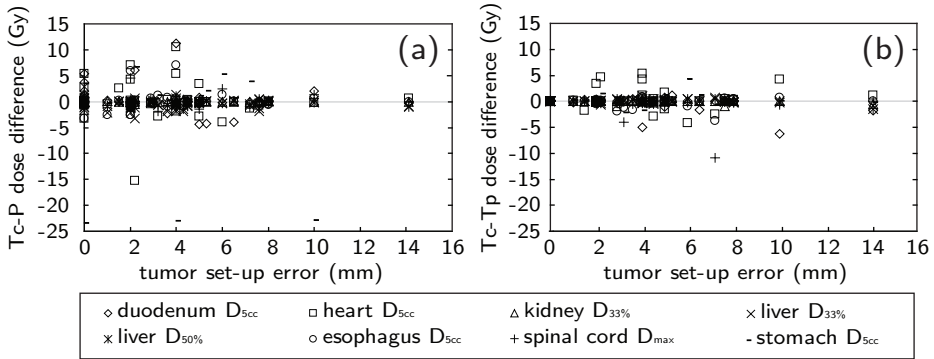 (a)
Tc-P dose difference (Gy)
15
10
5
0
-5
-10
-15
-20
-25
0 2 4 6 8 10 12 14 16
tumor set-up error (mm)
(b)
Tc-Tp dose difference (Gy)
15
10
5
0
-5
-10
-15
-20
-25
0 2 4 6 8 10 12 14 16
tumor set-up error (mm)
duodenum D5cc heart D5cc kidney D33% liver D33%
liver D50% esophagus D5cc spinal cord Dmax stomach D5cc